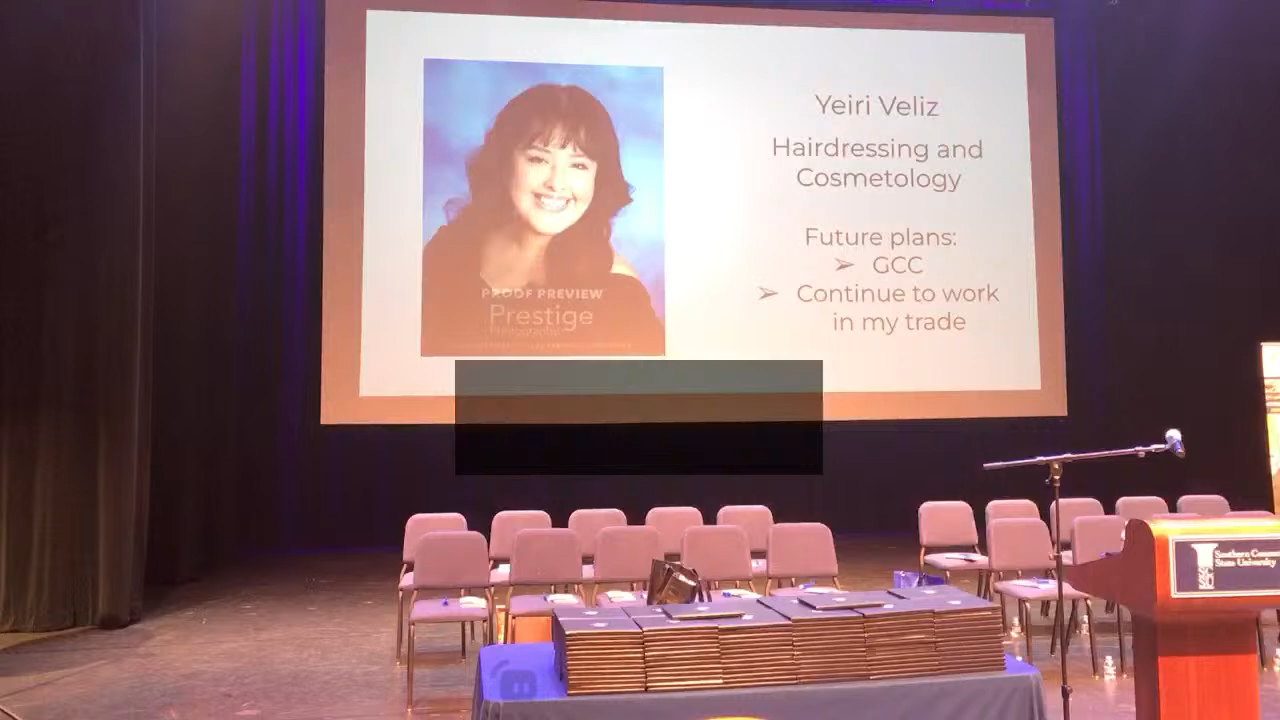 Yeiri Veliz
Hairdressing and
Cosmetology
Future plans:
➢ GCC
➢ Continue to work
in my trade
PROOF PREVIEW
Prestige
Southern
State University